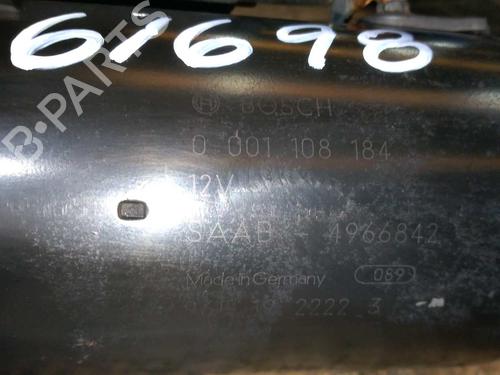 61698
B-PARTS
BOSCH
0 001 108 184
12V
SAAB 4966842
Made in Germany 089
2222 3